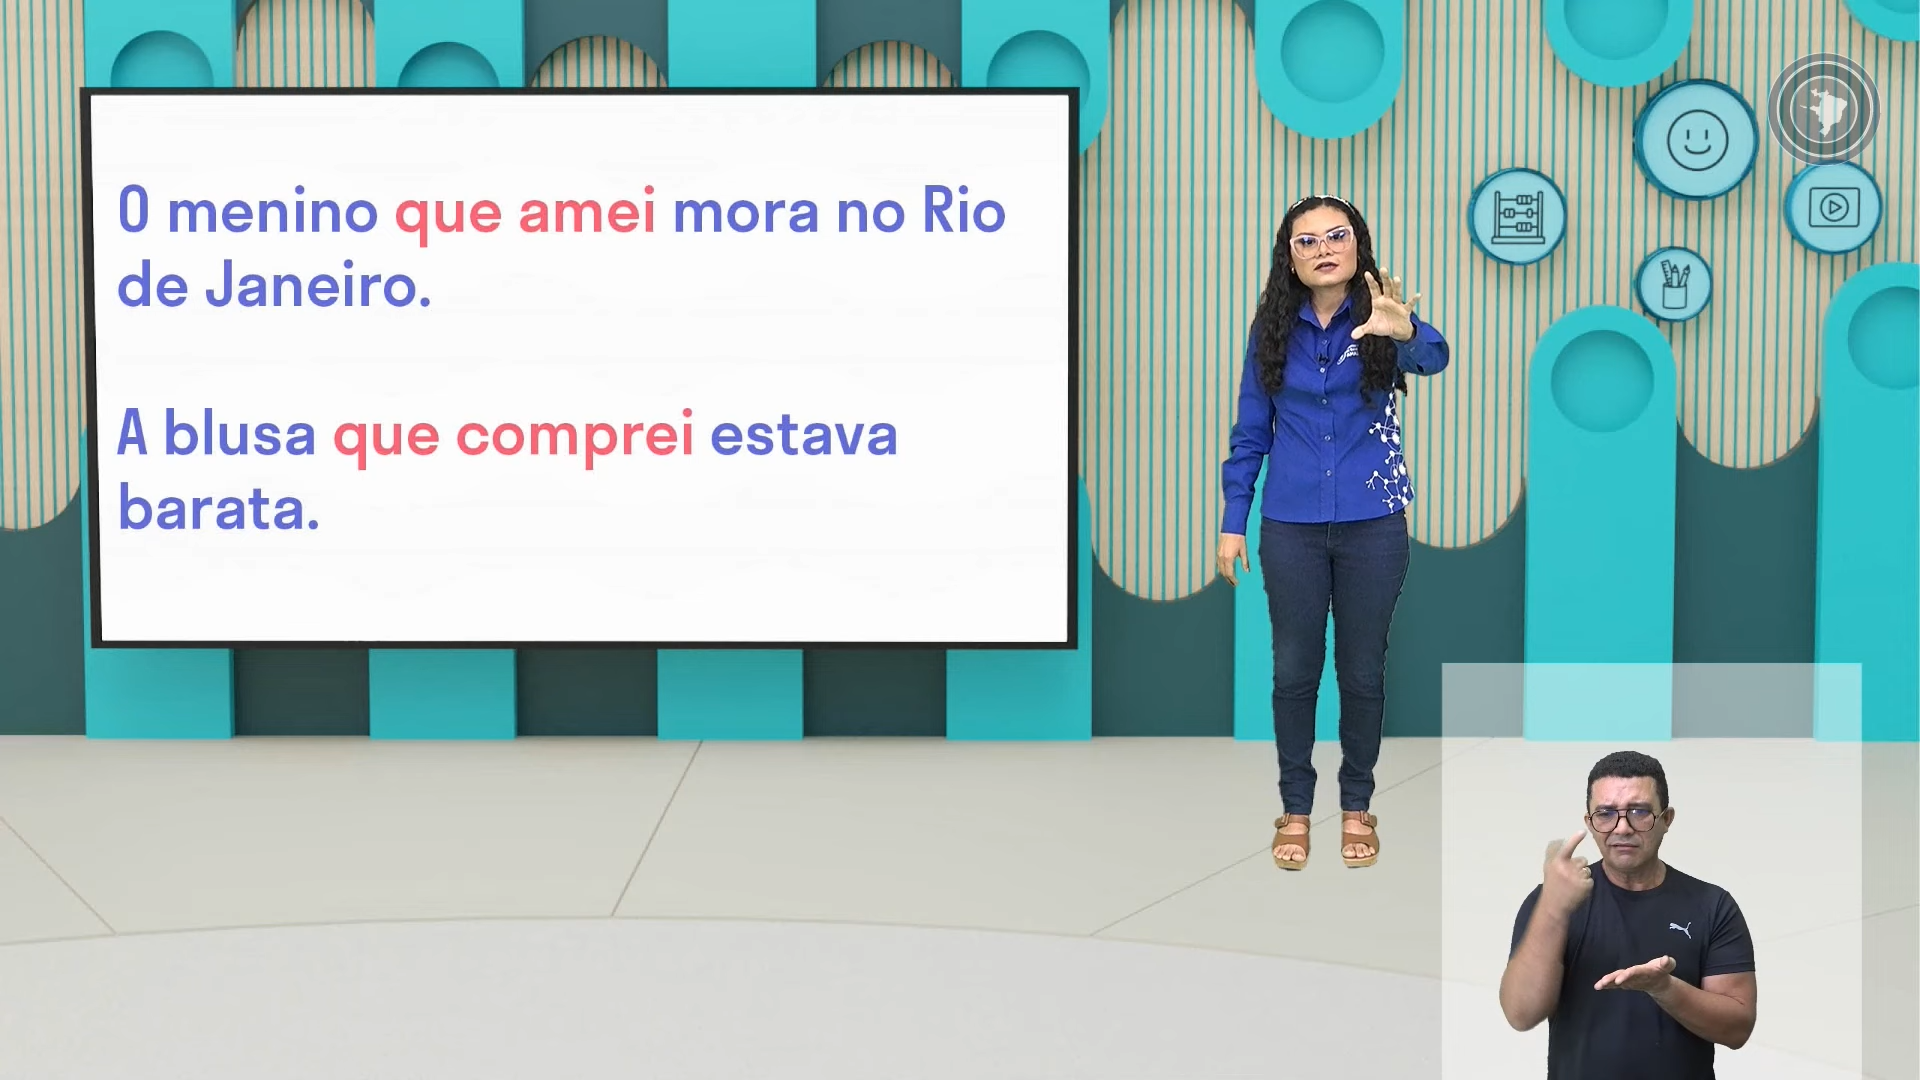 O menino que amei mora no Rio
de Janeiro.
A blusa que comprei estava
barata.